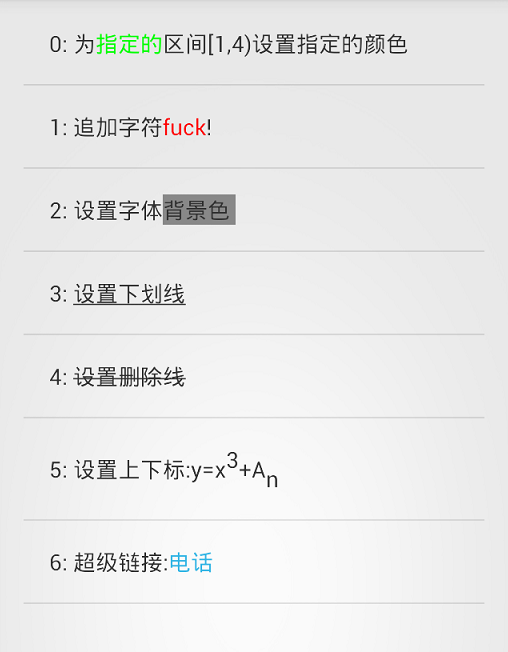 0: 为指定的区间[1,4)设置指定的颜色
1: 追加字符fuck!
2: 设置字体背景色
3: 设置下划线
4: 设置删除线
5: 设置上下标:y=x³+Aₙ
6: 超级链接:电话